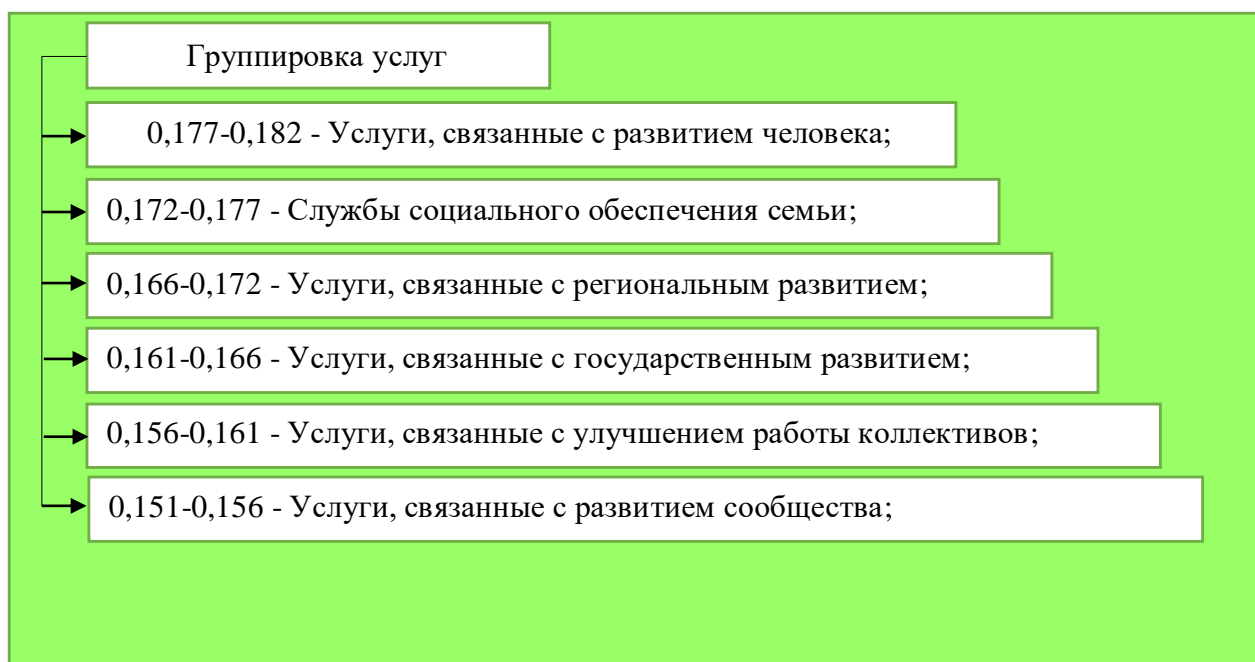 Группировка услуг
0,177-0,182 - Услуги, связанные с развитием человека;
0,172-0,177 - Службы социального обеспечения семьи;
0,166-0,172 - Услуги, связанные с региональным развитием;
0,161-0,166 - Услуги, связанные с государственным развитием;
0,156-0,161 - Услуги, связанные с улучшением работы коллективов;
0,151-0,156 - Услуги, связанные с развитием сообщества;